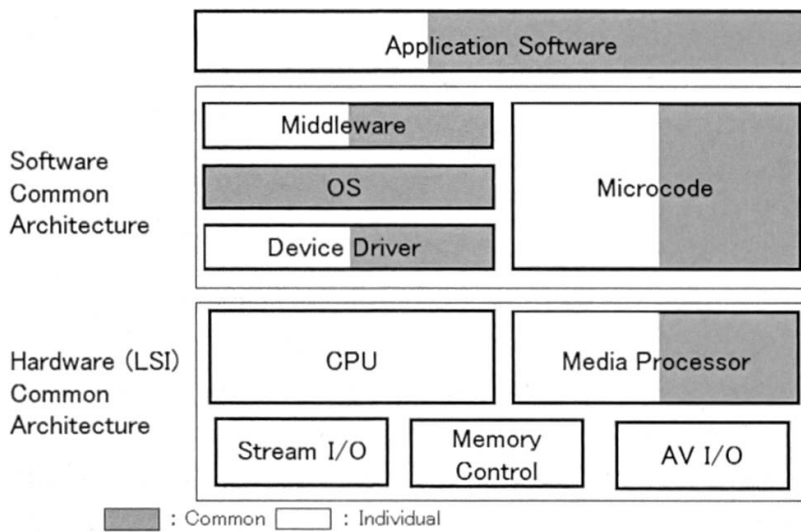 Application Software
Software
Common
Architecture
Middleware
OS
Device Driver
Microcode
Hardware (LSI)
Common
Architecture
CPU
Media Processor
Stream I/O
Memory
Control
AV I/O
: Common
: Individual